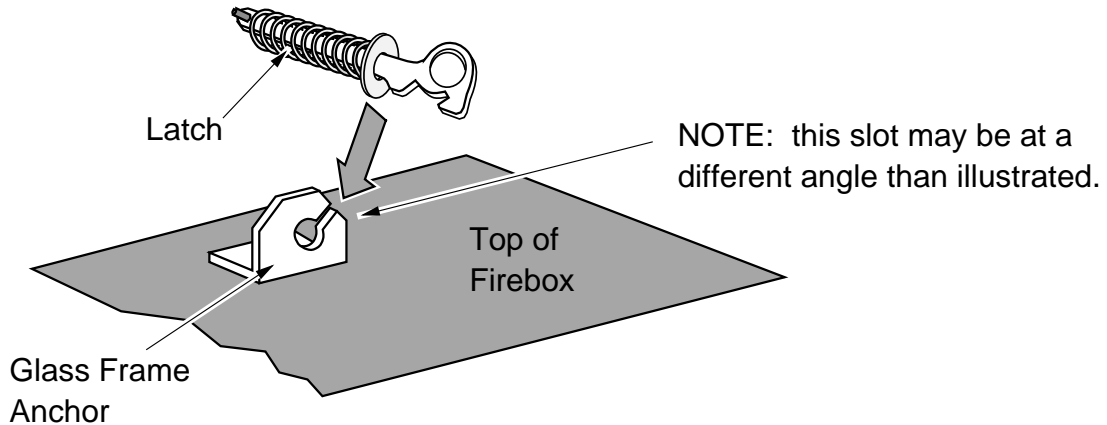 Latch
NOTE:  this slot may be at a
different angle than illustrated.
Top of
Firebox
Glass Frame
Anchor